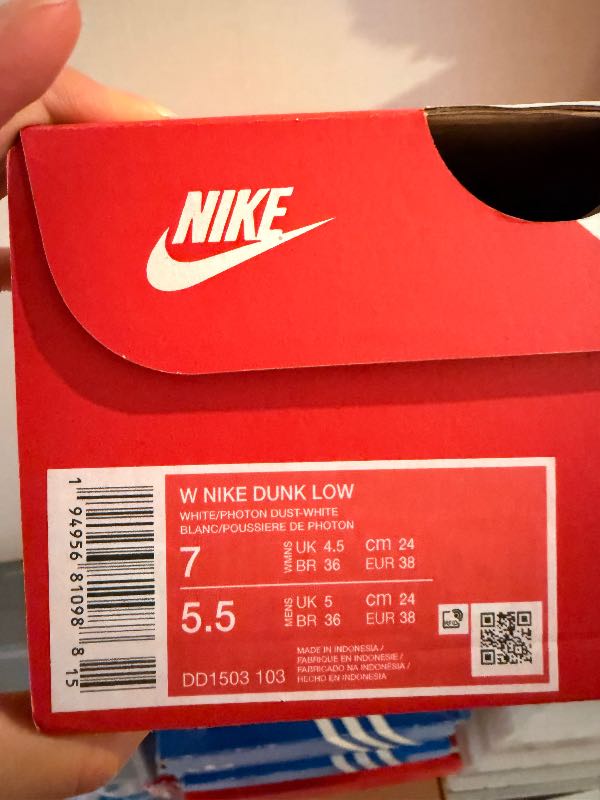 NIKE
W NIKE DUNK LOW
WHITE/PHOTON DUST-WHITE
BLANC/POUSSIERE DE PHOTON
7 WMNS UK 4.5 cm 24
BR 36 EUR 38
5.5 MENS UK 5 cm 24
BR 36 EUR 38
DD1503 103
MADE IN INDONESIA /
FABRIQUE EN INDONESIE /
FABRICADO NA INDONESIA /
HECHO EN INDONESIA
1 94956 81098 8 15